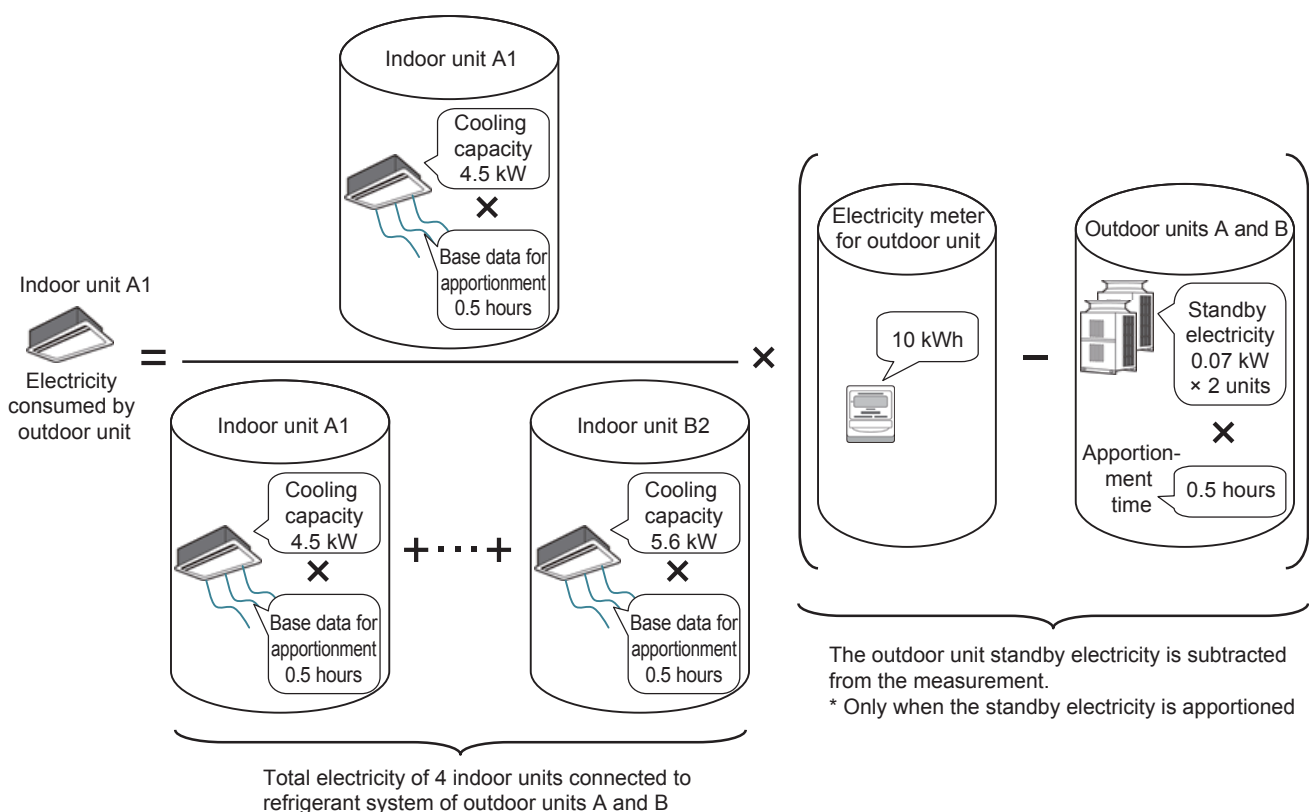 Indoor unit A1
Cooling
capacity
4.5 kW
×
Base data for
apportionment
0.5 hours
Indoor unit A1
Electricity
consumed by
outdoor unit
=
Indoor unit A1
Cooling
capacity
4.5 kW
×
Base data for
apportionment
0.5 hours
+····+
Indoor unit B2
Cooling
capacity
5.6 kW
×
Base data for
apportionment
0.5 hours
Total electricity of 4 indoor units connected to
refrigerant system of outdoor units A and B
×
Electricity meter
for outdoor unit
10 kWh
−
Outdoor units A and B
Standby
electricity
0.07 kW
× 2 units
×
Apportion-
ment
time
0.5 hours
The outdoor unit standby electricity is subtracted
from the measurement.
* Only when the standby electricity is apportioned